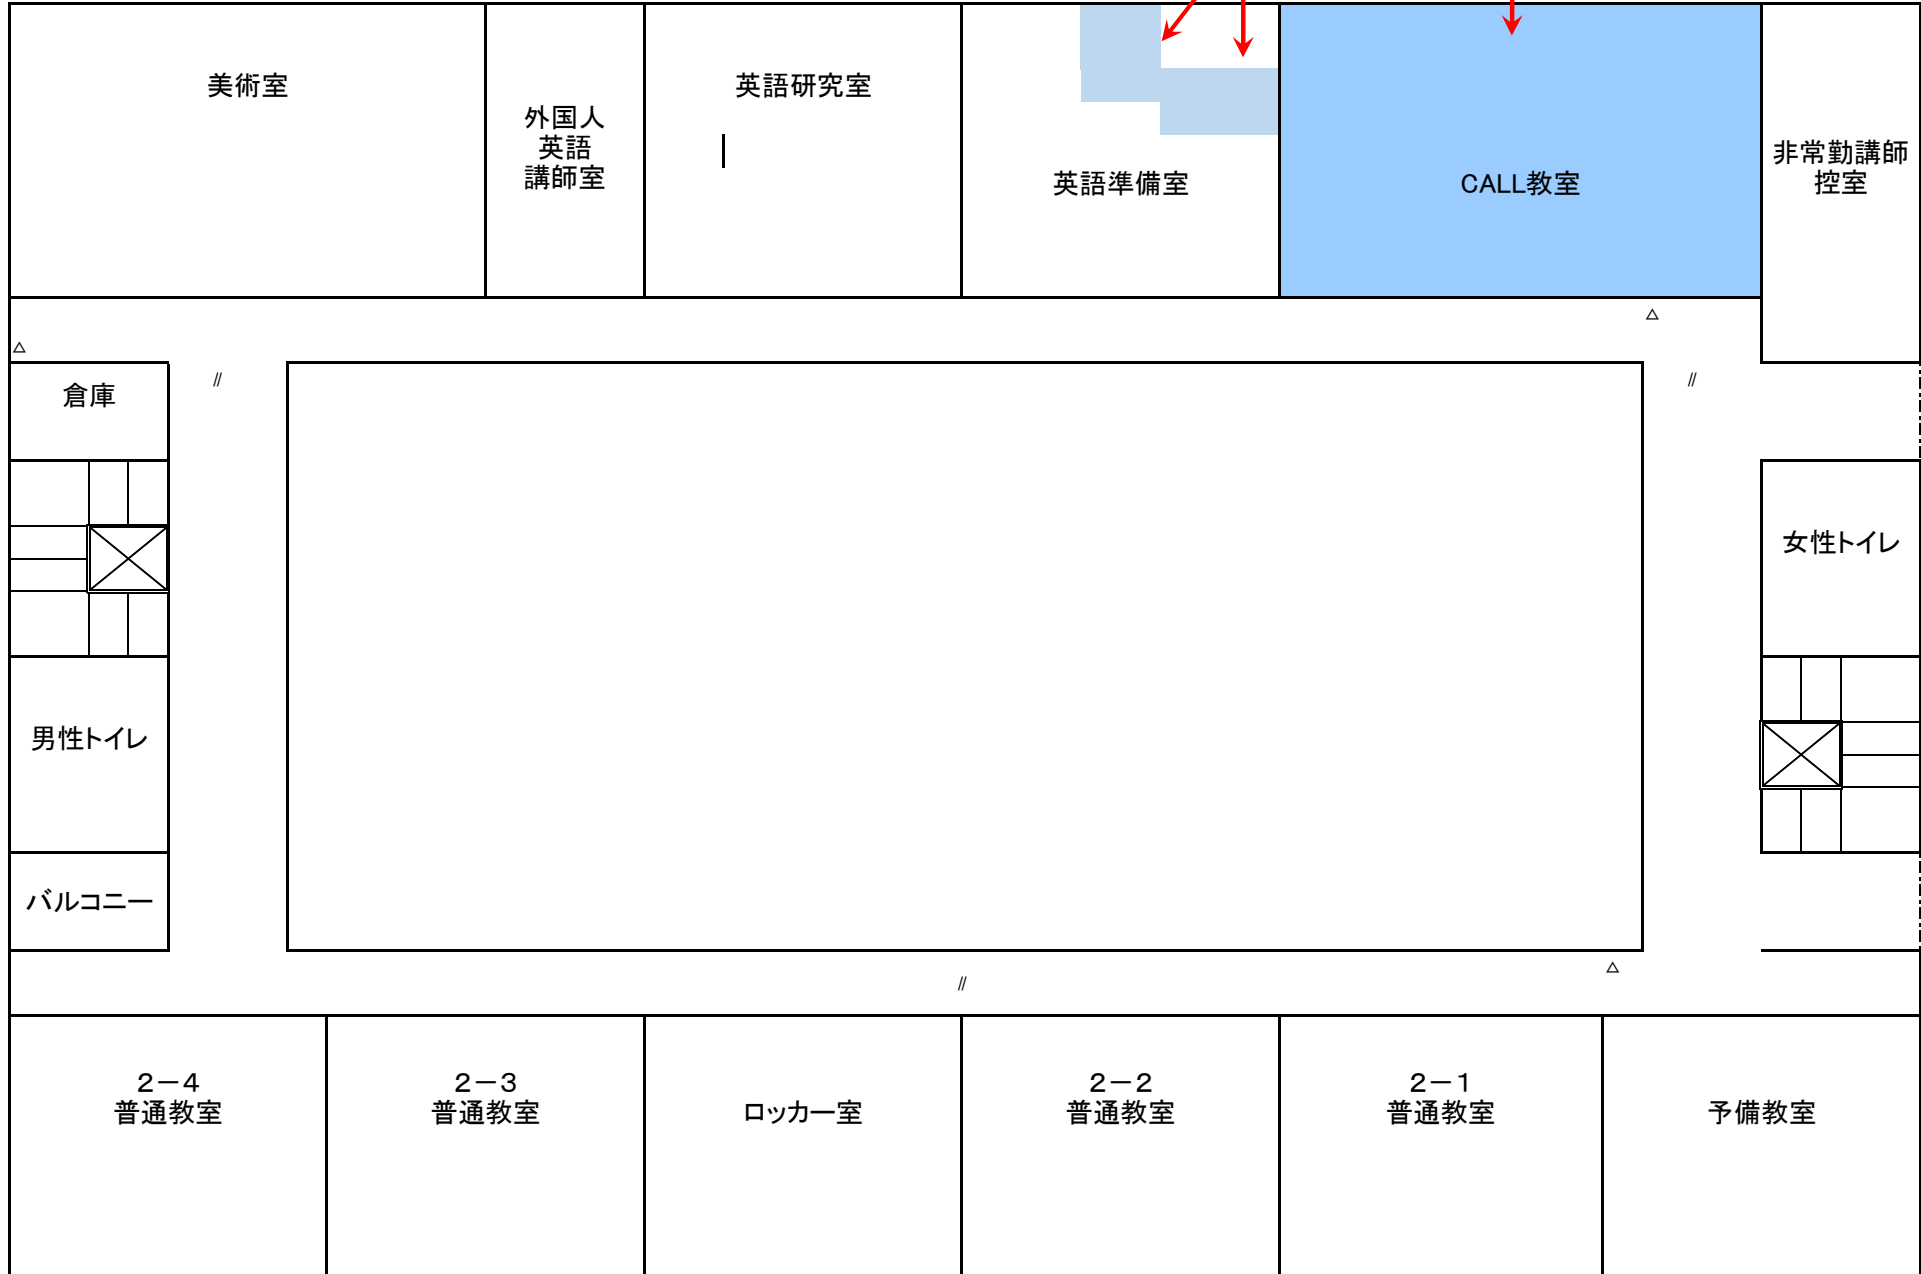 美術室
外国人
英語
講師室
英語研究室
英語準備室
CALL教室
非常勤講師
控室
△
△
倉庫
//
//
女性トイレ
男性トイレ
バルコニー
△
//
2－4
普通教室
2－3
普通教室
ロッカー室
2－2
普通教室
2－1
普通教室
予備教室